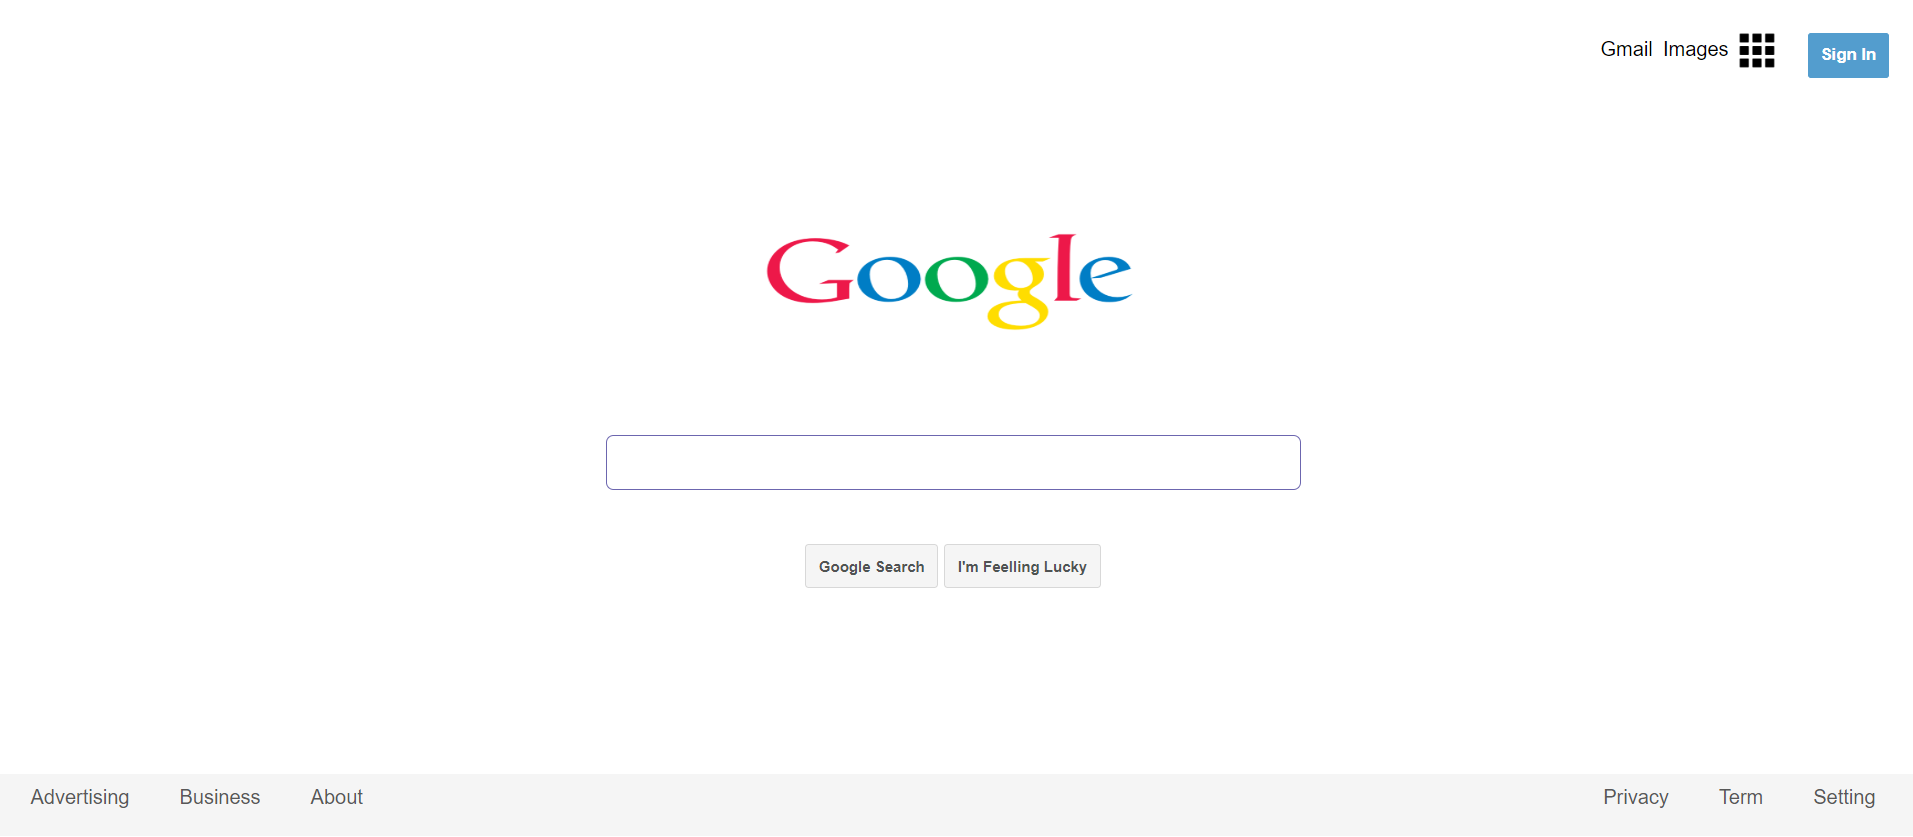 Gmail Images Sign In
Google
Google Search I'm Feelling Lucky
Advertising Business About Privacy Term Setting